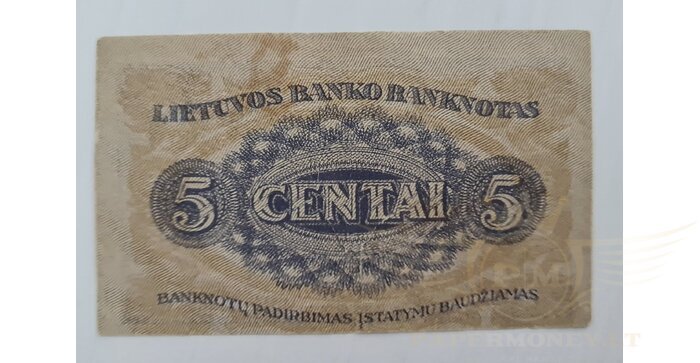 LIETUVOS BANKO BANKNOTAS
5 CENTAI 5
BANKNOTŲ PADIRBIMAS ĮSTATYMU BAUDŽIAMAS